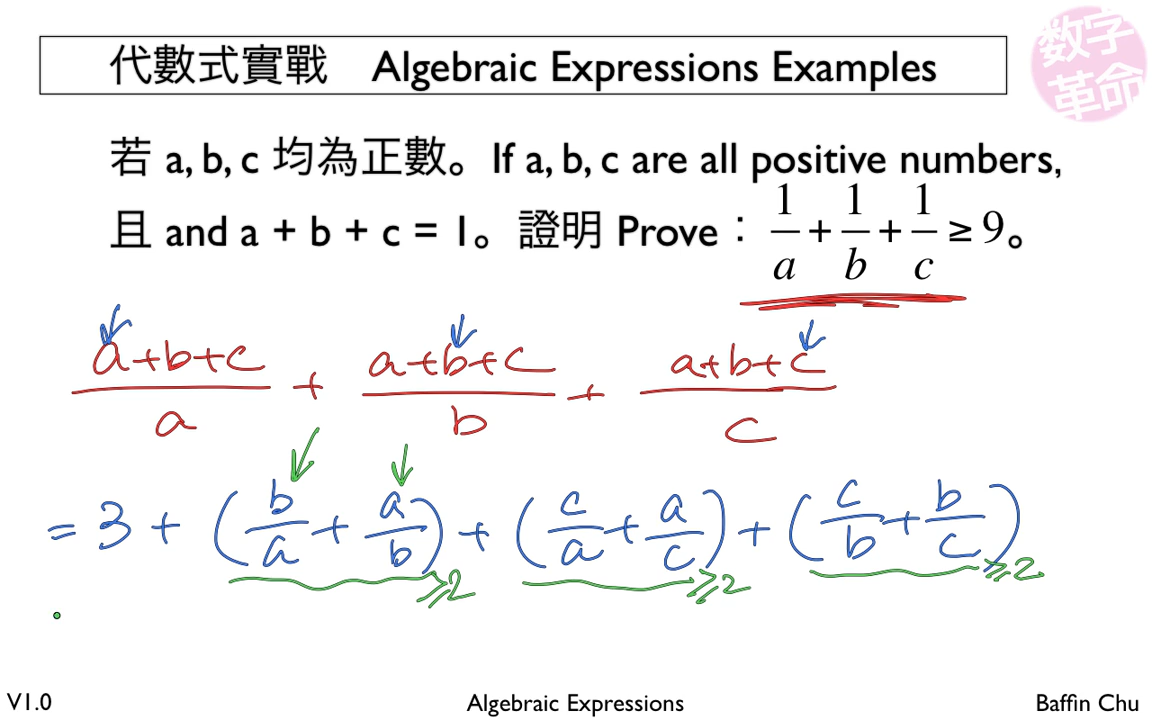 数字
革命
代數式實戰 Algebraic Expressions Examples
若 a, b, c 均為正數。If a, b, c are all positive numbers,
且 and a + b + c = 1。證明 Prove：1/a + 1/b + 1/c ≥ 9。
(a+b+c)/a + (a+b+c)/b + (a+b+c)/c
= 3 + (b/a + a/b) + (c/a + a/c) + (c/b + b/c)
≥2 ≥2 ≥2
V1.0 Algebraic Expressions Baffin Chu